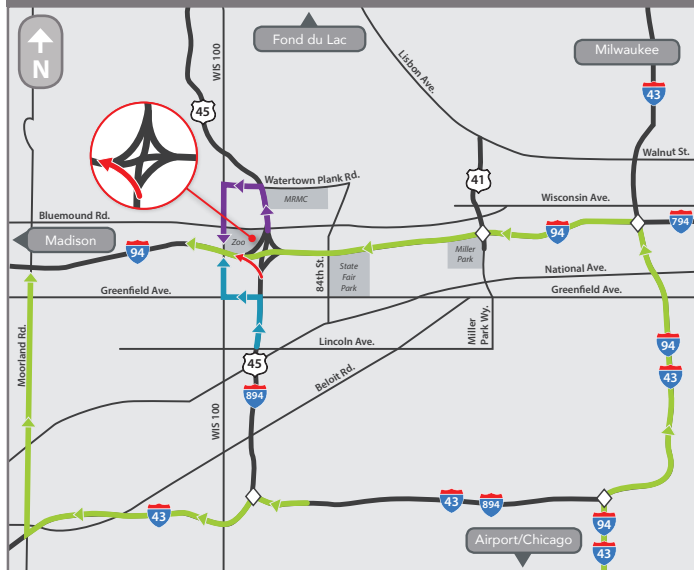 N
Fond du Lac
WIS 100
Lisbon Ave.
Milwaukee
45
43
Walnut St.
41
Watertown Plank Rd.
MRMC
Wisconsin Ave.
Bluemound Rd.
794
Zoo
Madison
94
94
Miller
Park
84th St.
State
Fair
Park
National Ave.
Greenfield Ave.
Greenfield Ave.
Moorland Rd.
Miller
Park Wy.
Lincoln Ave.
94
45
Beloit Rd.
43
894
WIS 100
43
43
894
94
Airport/Chicago
43